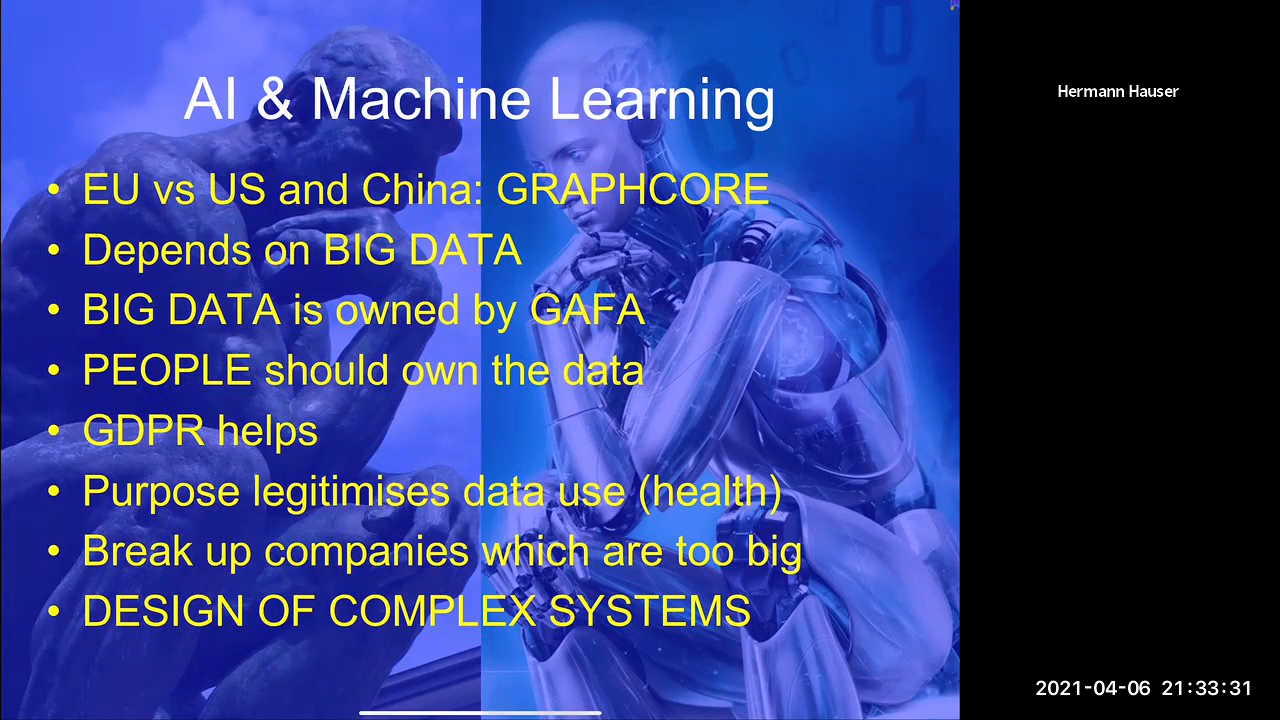 AI & Machine Learning
• EU vs US and China: GRAPHCORE
• Depends on BIG DATA
• BIG DATA is owned by GAFA
• PEOPLE should own the data
• GDPR helps
• Purpose legitimises data use (health)
• Break up companies which are too big
• DESIGN OF COMPLEX SYSTEMS
Hermann Hauser
2021-04-06 21:33:31